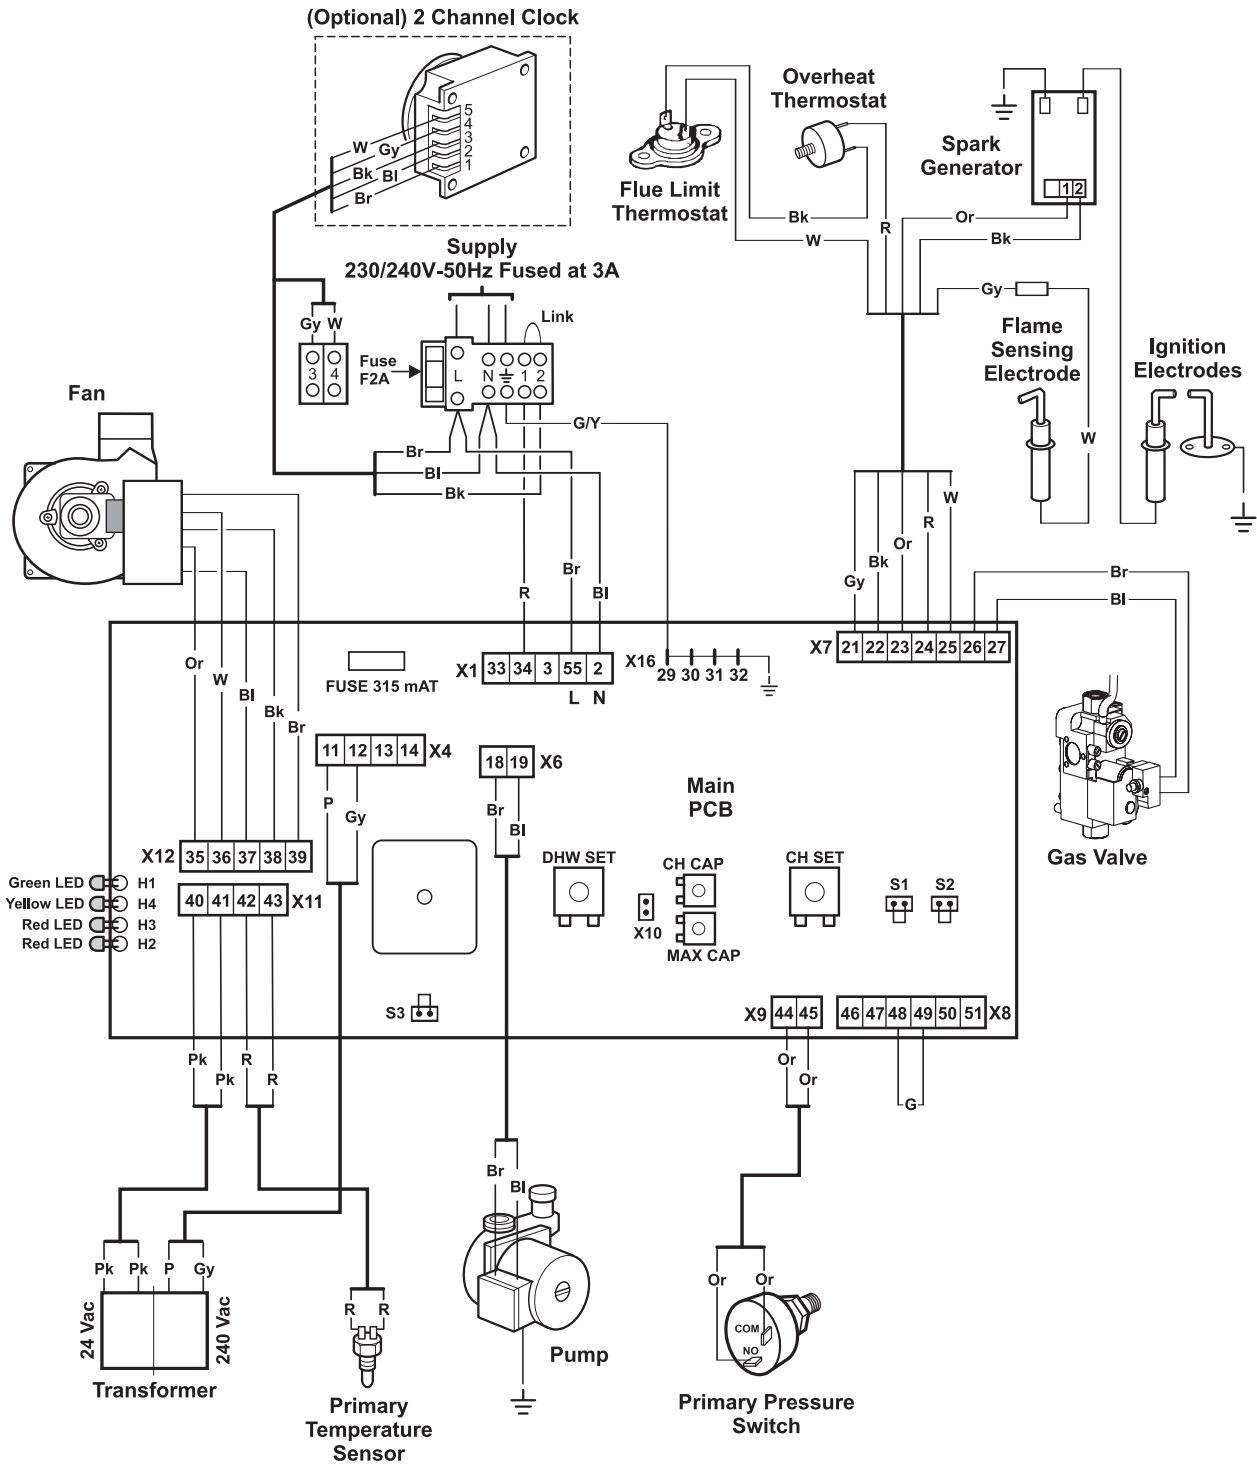 (Optional) 2 Channel Clock
5
4
3
2
1
W Gy
Bk Bl
Br
Overheat
Thermostat
Spark
Generator
1 2
Flue Limit
Thermostat
Bk
W
R
Or
Bk
Gy
Supply
230/240V-50Hz Fused at 3A
Link
Gy W
3 4
Fuse
F2A
L N 1 2
G/Y
Br
Bl
Bk
Flame
Sensing
Electrode
Ignition
Electrodes
W
Fan
Gy
Bk
Or
R
W
R
Br
Bl
Br
Bl
Or
W
Bl
Bk
Br
FUSE 315 mAT
X1 33 34 3 55 2
L N
X16
29 30 31 32
X7 21 22 23 24 25 26 27
11 12 13 14 X4
P
Gy
18 19 X6
Br
Bl
Main
PCB
Gas Valve
X12 35 36 37 38 39
Green LED H1
Yellow LED H4
Red LED H3
Red LED H2
40 41 42 43 X11
DHW SET
CH CAP
X10
MAX CAP
CH SET
S1 S2
S3
X9 44 45
46 47 48 49 50 51 X8
Pk
Pk
R
R
Or
Or
G
Br
Bl
Pk Pk P Gy
24 Vac
240 Vac
Transformer
R R
Primary
Temperature
Sensor
Pump
Or Or
COM
NO
Primary Pressure
Switch